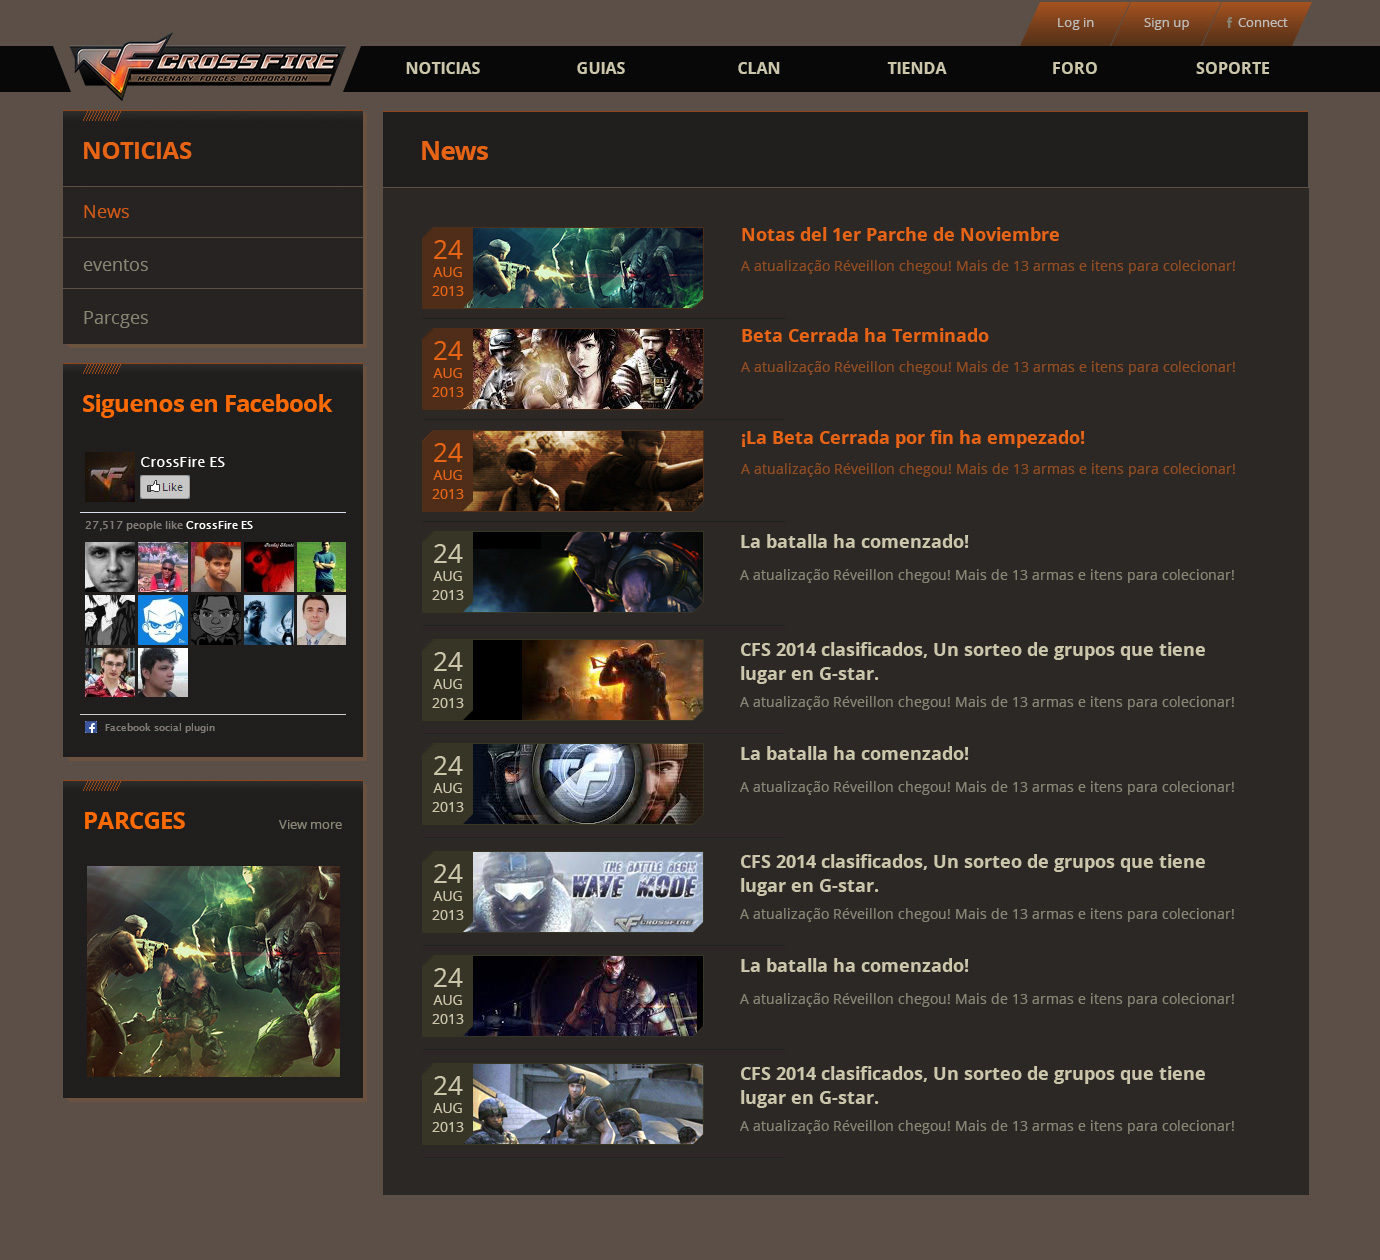 Log in
Sign up
f Connect
CROSSFIRE
MERCENARY FORCES CORPORATION
NOTICIAS
GUIAS
CLAN
TIENDA
FORO
SOPORTE
NOTICIAS
News
eventos
Parcges
Siguenos en Facebook
CrossFire ES
Like
27,517 people like CrossFire ES
Facebook social plugin
PARCGES
View more
News
24
AUG
2013
Notas del 1er Parche de Noviembre
A atualização Réveillon chegou! Mais de 13 armas e itens para colecionar!
24
AUG
2013
Beta Cerrada ha Terminado
A atualização Réveillon chegou! Mais de 13 armas e itens para colecionar!
24
AUG
2013
¡La Beta Cerrada por fin ha empezado!
A atualização Réveillon chegou! Mais de 13 armas e itens para colecionar!
24
AUG
2013
La batalla ha comenzado!
A atualização Réveillon chegou! Mais de 13 armas e itens para colecionar!
24
AUG
2013
CFS 2014 clasificados, Un sorteo de grupos que tiene
lugar en G-star.
A atualização Réveillon chegou! Mais de 13 armas e itens para colecionar!
24
AUG
2013
La batalla ha comenzado!
A atualização Réveillon chegou! Mais de 13 armas e itens para colecionar!
24
AUG
2013
THE BATTLE BEGIN
WAVE MODE
CROSSFIRE
CFS 2014 clasificados, Un sorteo de grupos que tiene
lugar en G-star.
A atualização Réveillon chegou! Mais de 13 armas e itens para colecionar!
24
AUG
2013
La batalla ha comenzado!
A atualização Réveillon chegou! Mais de 13 armas e itens para colecionar!
24
AUG
2013
CFS 2014 clasificados, Un sorteo de grupos que tiene
lugar en G-star.
A atualização Réveillon chegou! Mais de 13 armas e itens para colecionar!